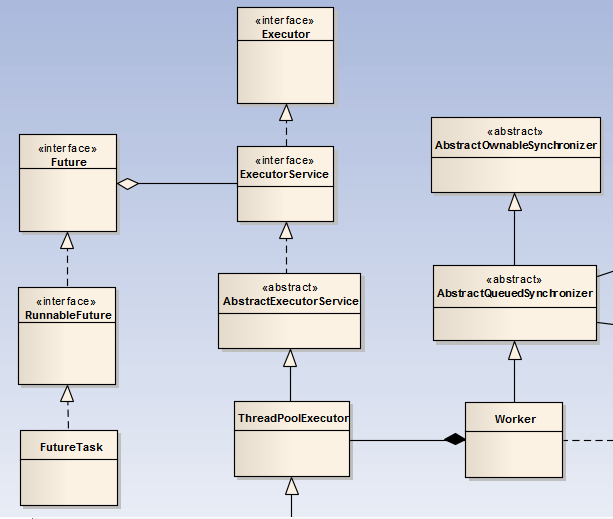 «interface»
Executor
«interface»
Future
«interface»
ExecutorService
«abstract»
AbstractOwnableSynchronizer
«interface»
RunnableFuture
«abstract»
AbstractExecutorService
«abstract»
AbstractQueuedSynchronizer
FutureTask
ThreadPoolExecutor
Worker